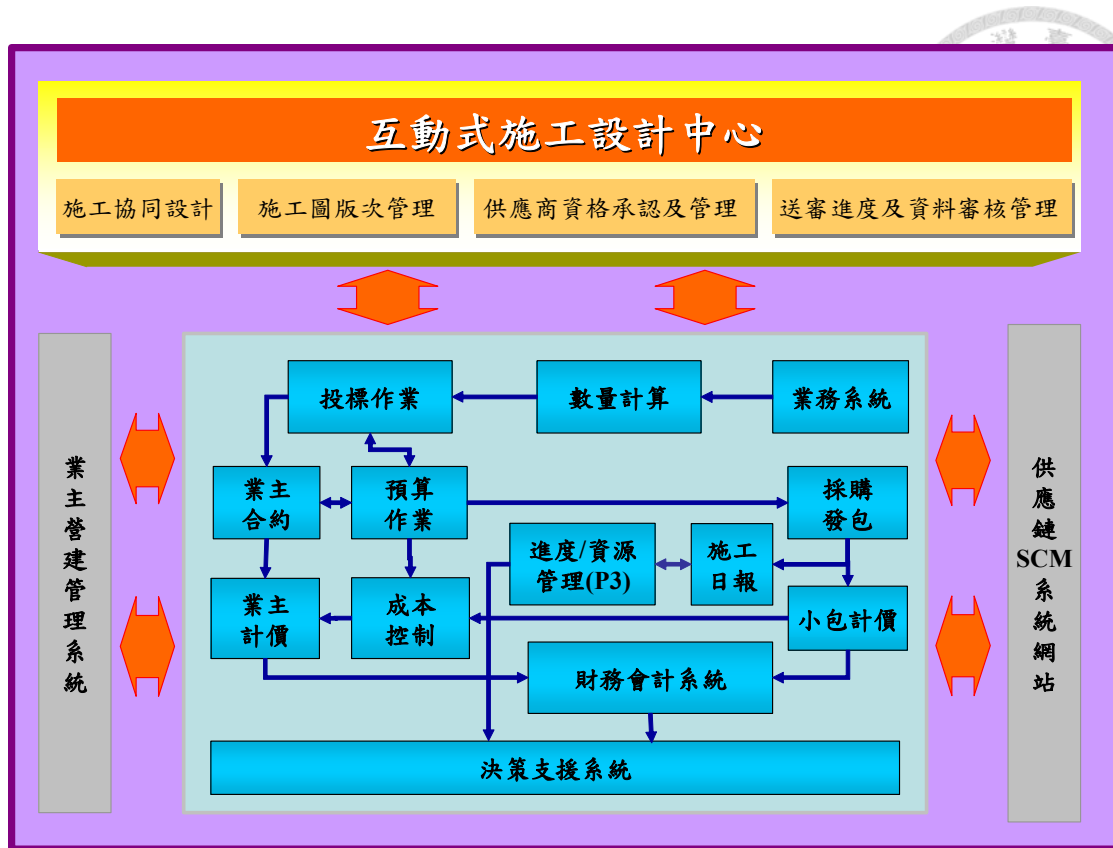 互動式施工設計中心
施工協同設計
施工圖版次管理
供應商資格承認及管理
送審進度及資料審核管理
業主營建管理系統
投標作業
數量計算
業務系統
業主
合約
預算
作業
採購
發包
進度/資源
管理(P3)
施工
日報
業主
計價
成本
控制
小包計價
財務會計系統
決策支援系統
供應鏈
SCM
系統網站